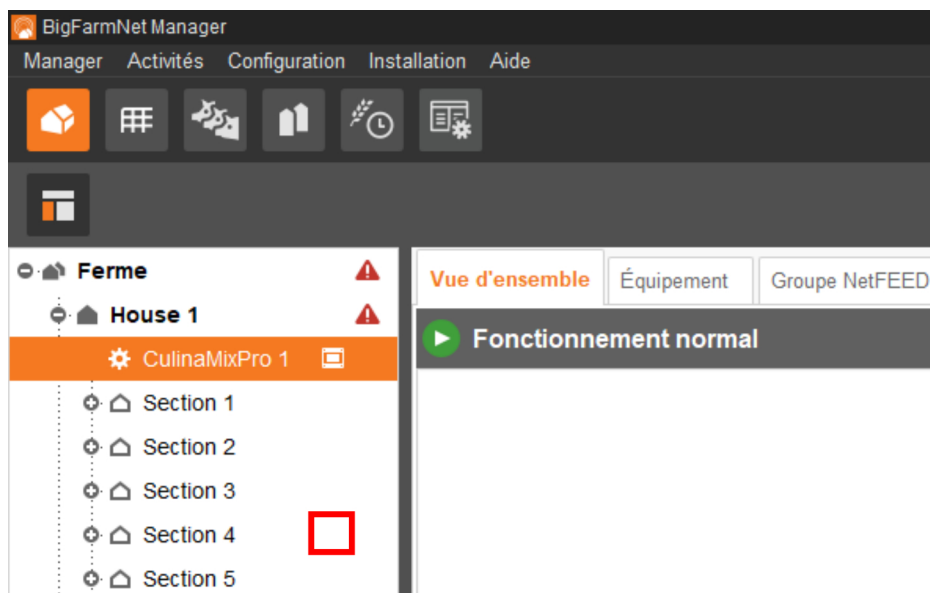 BigFarmNet Manager
Manager Activités Configuration Installation Aide
Ferme
House 1
CulinaMixPro 1
Section 1
Section 2
Section 3
Section 4
Section 5
Vue d'ensemble Équipement Groupe NetFEED
Fonctionnement normal